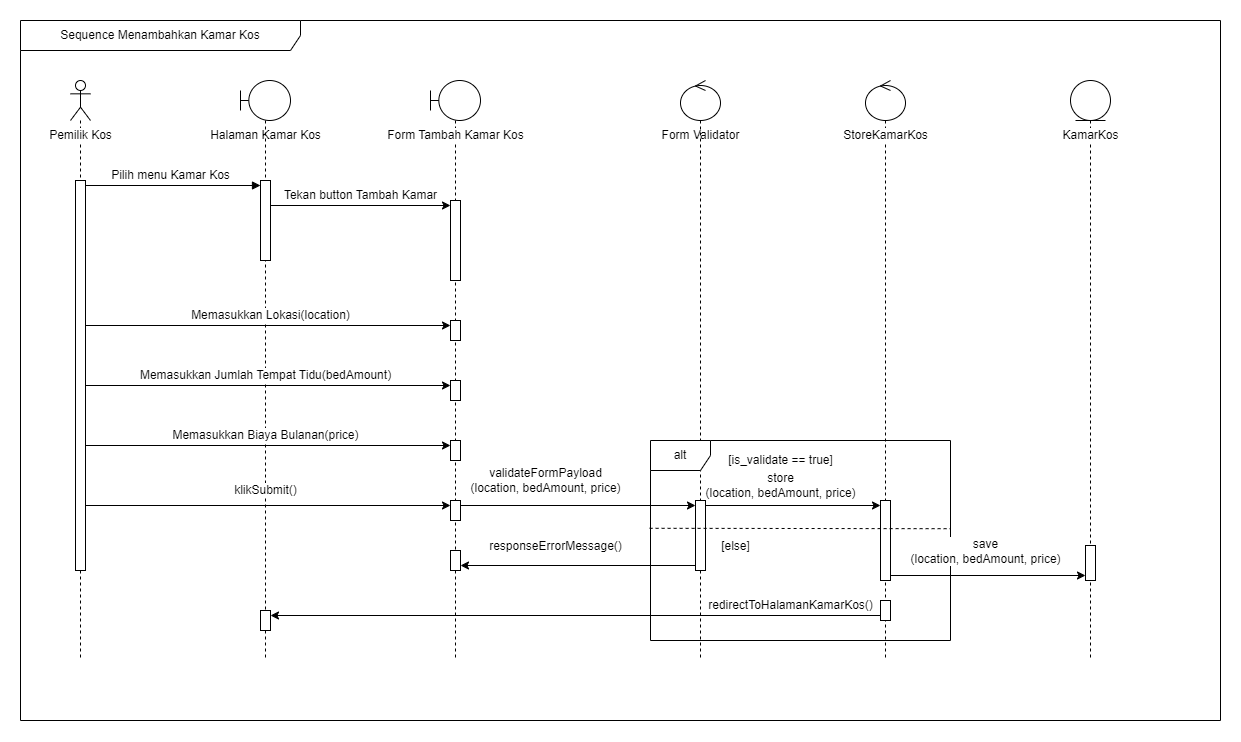 Sequence Menambahkan Kamar Kos
Pemilik Kos
Halaman Kamar Kos
Form Tambah Kamar Kos
Form Validator
StoreKamarKos
KamarKos
Pilih menu Kamar Kos
Tekan button Tambah Kamar
Memasukkan Lokasi(location)
Memasukkan Jumlah Tempat Tidu(bedAmount)
Memasukkan Biaya Bulanan(price)
alt
[is_validate == true]
klikSubmit()
validateFormPayload
(location, bedAmount, price)
store
(location, bedAmount, price)
responseErrorMessage()
[else]
save
(location, bedAmount, price)
redirectToHalamanKamarKos()